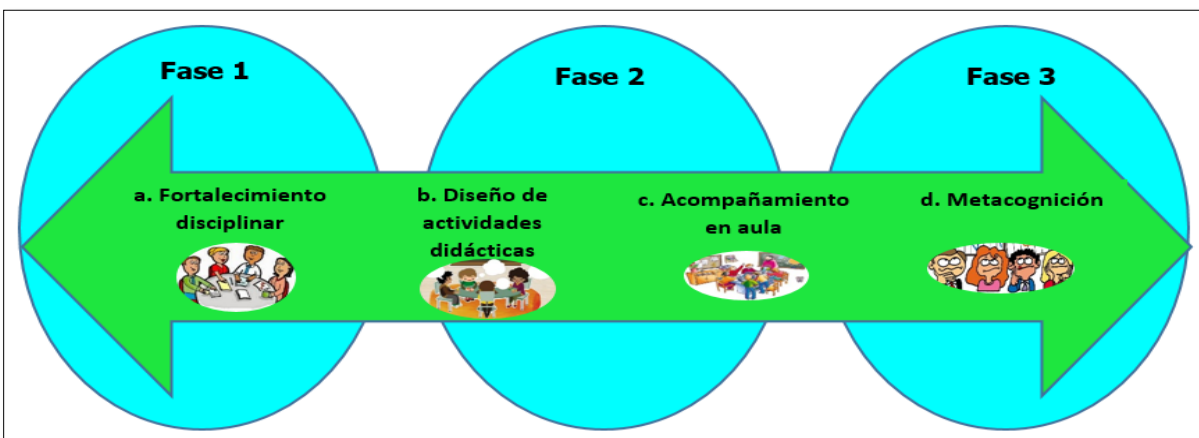 Fase 1
Fase 2
Fase 3
a. Fortalecimiento
disciplinar
b. Diseño de
actividades
didácticas
c. Acompañamiento
en aula
d. Metacognición